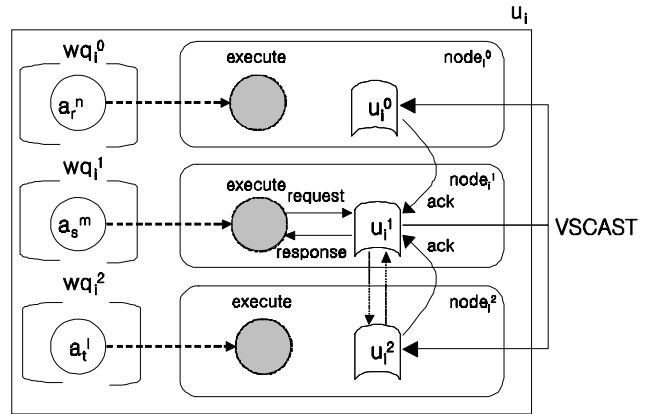 u_i
wq_i^0
execute
node_i^0
a_r^n
u_i^0
wq_i^1
execute
node_i^1
request
ack
a_s^m
u_i^1
VSCAST
response
ack
wq_i^2
execute
node_i^2
a_t^l
u_i^2